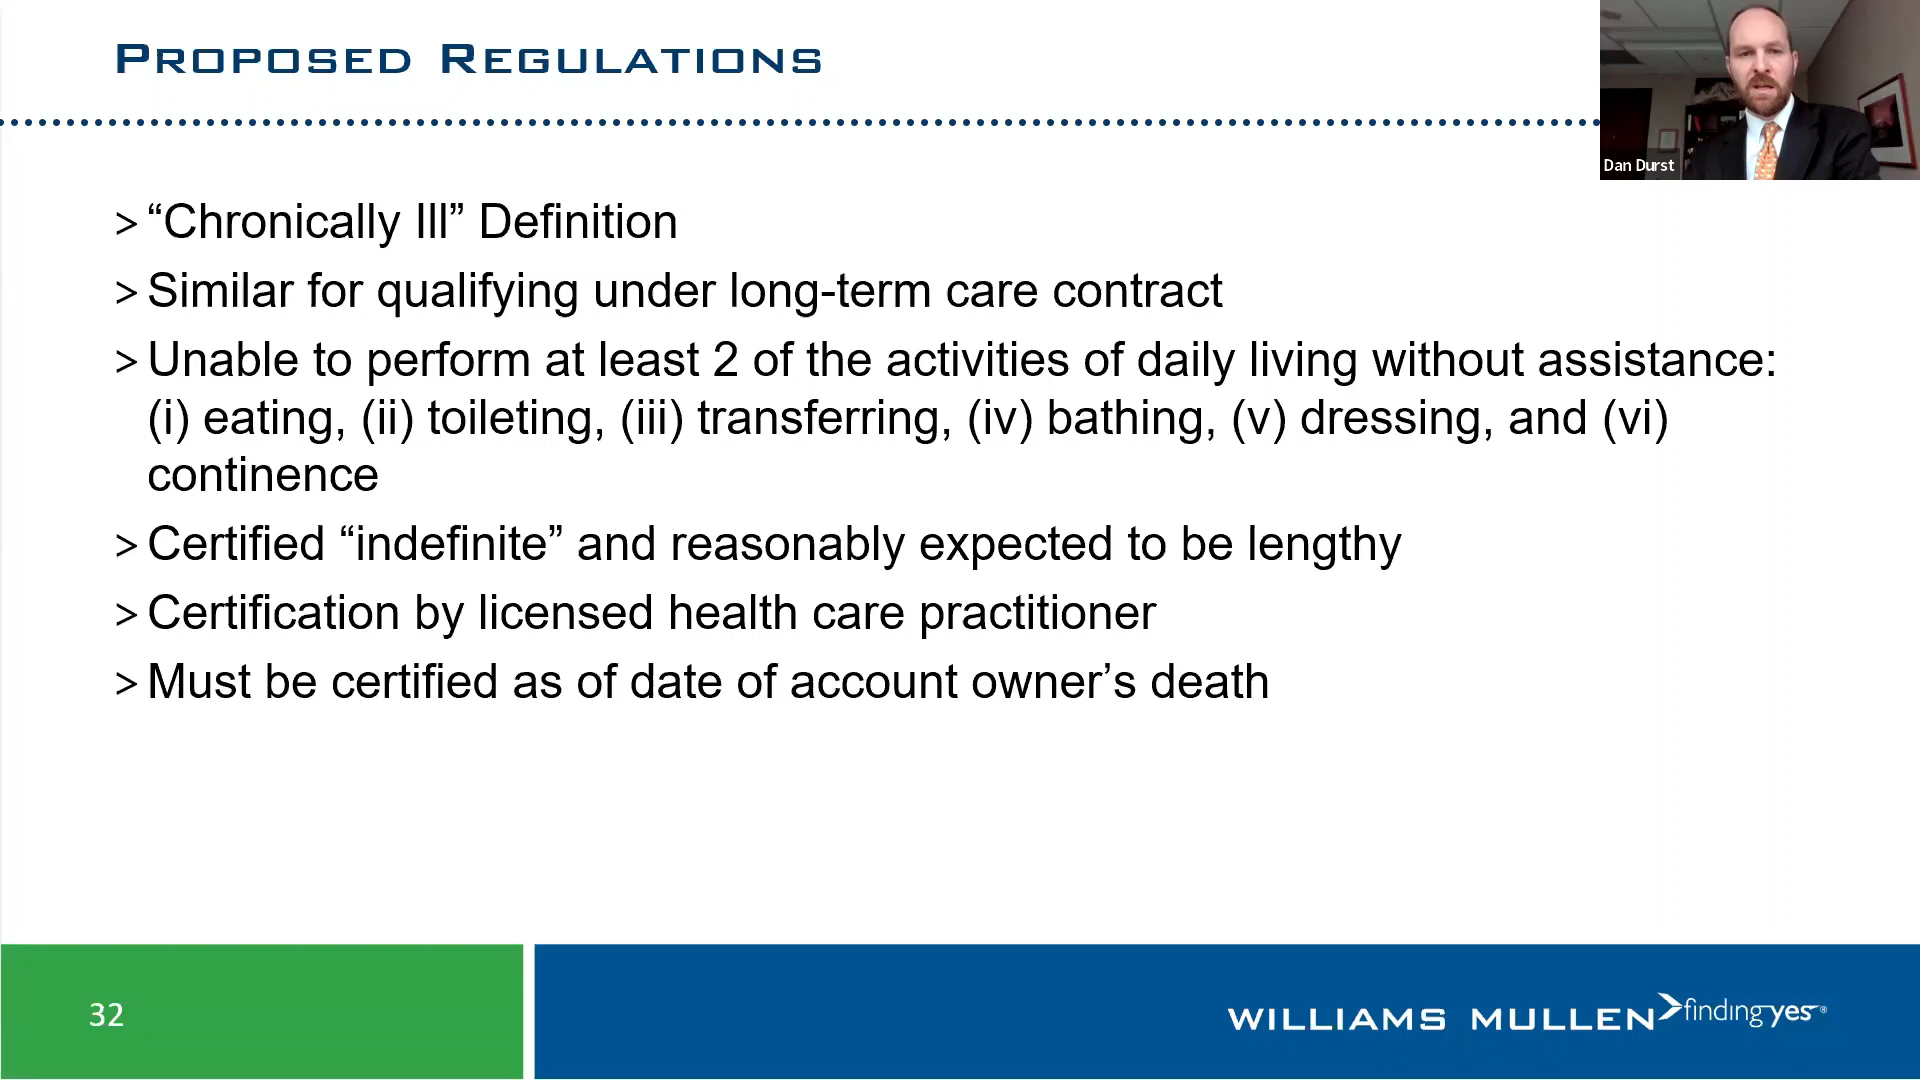 PROPOSED REGULATIONS
Dan Durst
> “Chronically Ill” Definition
> Similar for qualifying under long-term care contract
> Unable to perform at least 2 of the activities of daily living without assistance:
(i) eating, (ii) toileting, (iii) transferring, (iv) bathing, (v) dressing, and (vi)
continence
> Certified “indefinite” and reasonably expected to be lengthy
> Certification by licensed health care practitioner
> Must be certified as of date of account owner’s death
32
WILLIAMS MULLEN findingyes®